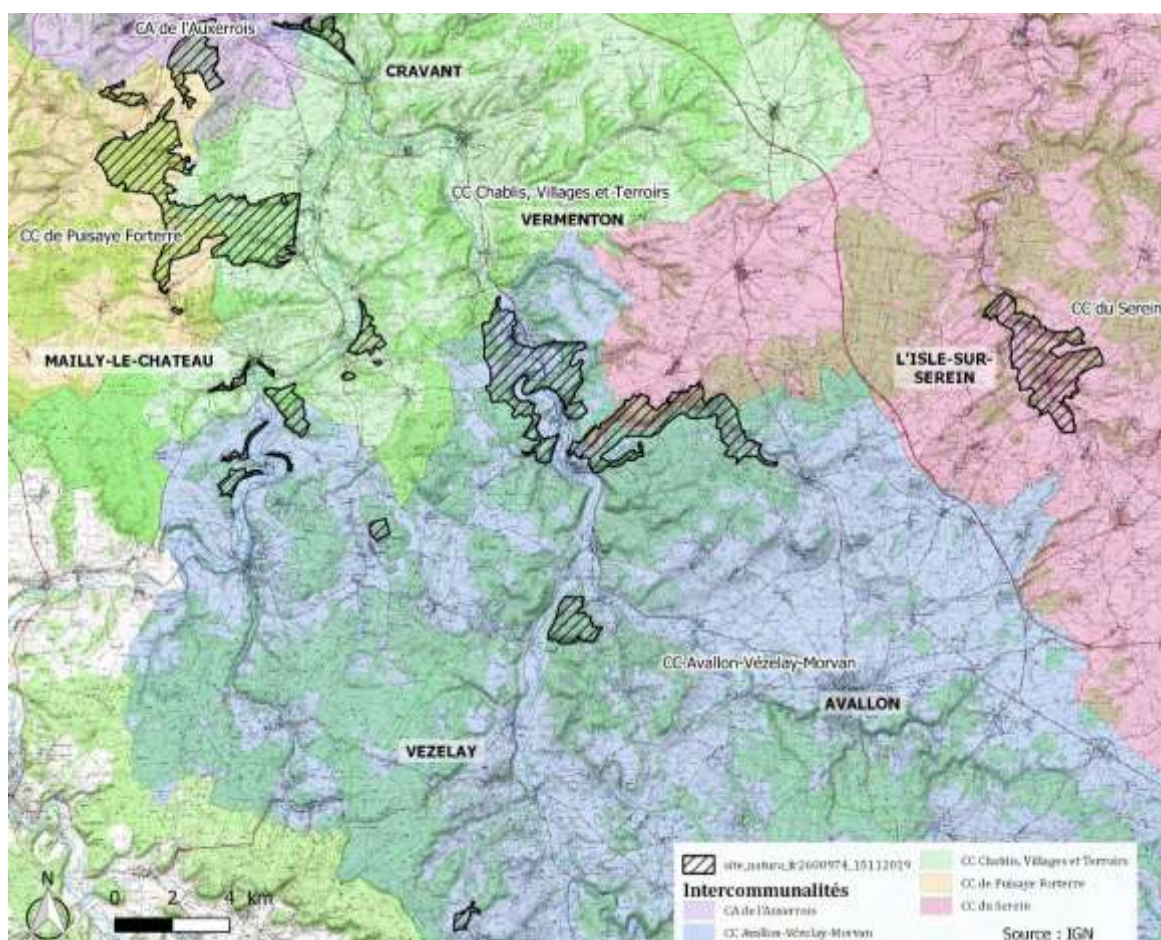 CA de l'Auxerrois
CRAVANT
CC Chablis, Villages et Terroirs
VERMENTON
CC de Puisaye Forterre
CC du Serein
MAILLY-LE-CHATEAU
L'ISLE-SUR-
SEREIN
CC Avallon-Vézelay-Morvan
AVALLON
VEZELAY
N
0 2 4 km
Intercommunalités
CA de l'Auxerrois
CC Avallon-Vézelay-Morvan
CC Chablis, Villages et Terroirs
CC de Puisaye Forterre
CC du Serein
Source : IGN